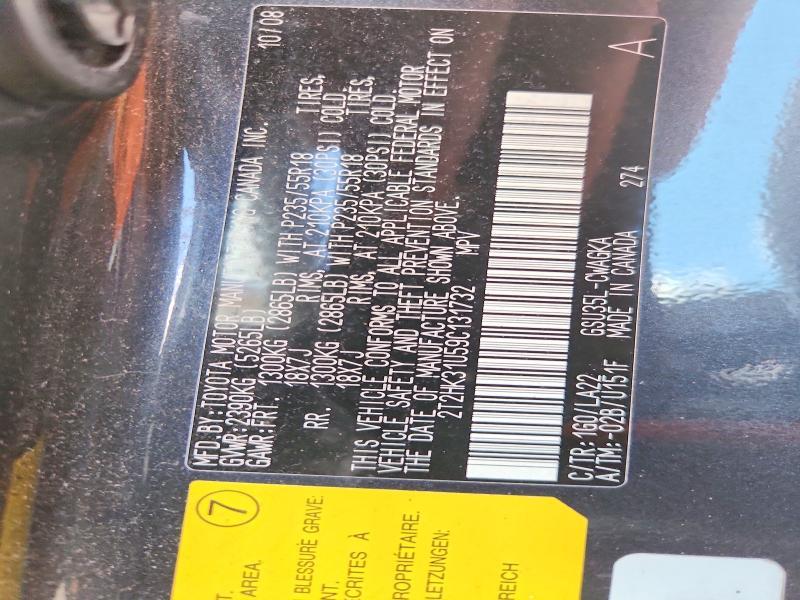 MFD.BY:TOYOTA MOTOR MANU CANADA INC. 10/08
GVWR:2390KG (5265LB)
GAWR:FRT. 1300KG (2865LB) WITH P235/55R18 TIRES,
18X7J RIMS, AT 210KPA (30PSI) COLD
RR. 1300KG (2865LB) WITH P235/55R18 TIRES,
18X7J RIMS, AT 210KPA (30PSI) COLD.
THIS VEHICLE CONFORMS TO ALL APPLICABLE FEDERAL MOTOR
VEHICLE SAFETY AND THEFT PREVENTION STANDARDS IN EFFECT ON
THE DATE OF MANUFACTURE SHOWN ABOVE.
2T2HK31U59C131732 MPV
C/TR:1G0/LA22 GSU35L-CWAGKA 274
A/TM:-02B/U151F MADE IN CANADA
A
7
T.
AREA.
BLESSURE GRAVE:
NT.
ECRITES À
ROPRIÉTAIRE.
LETZUNGEN:
REICH